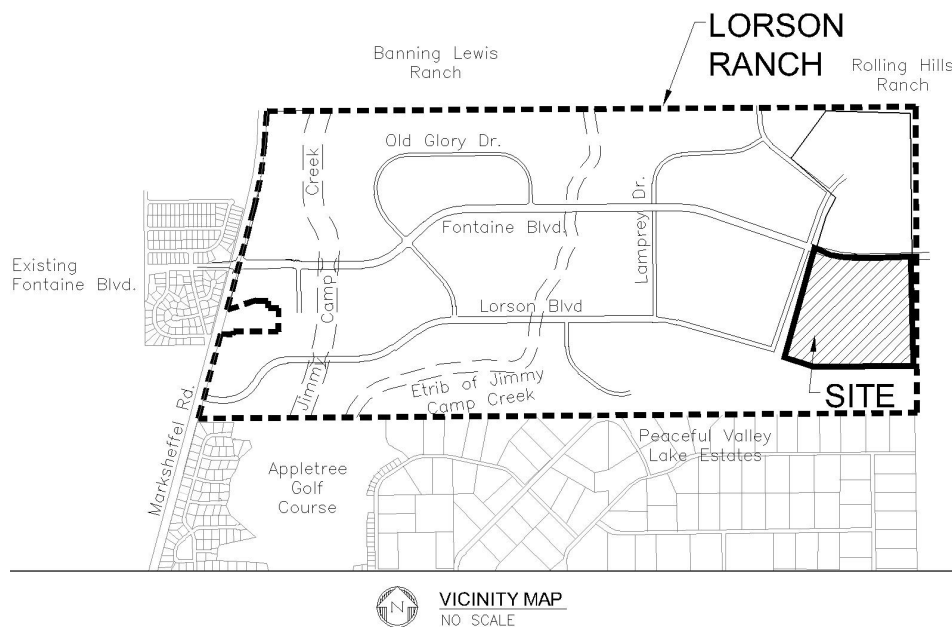 LORSON
RANCH
Banning Lewis
Ranch
Rolling Hills
Ranch
Old Glory Dr.
Creek
Camp
Jimmy
Fontaine Blvd.
Lamprey Dr.
Existing
Fontaine Blvd.
Lorson Blvd
Etrib of Jimmy
Camp Creek
SITE
Marksheffel Rd.
Appletree
Golf
Course
Peaceful Valley
Lake Estates
N
VICINITY MAP
NO SCALE